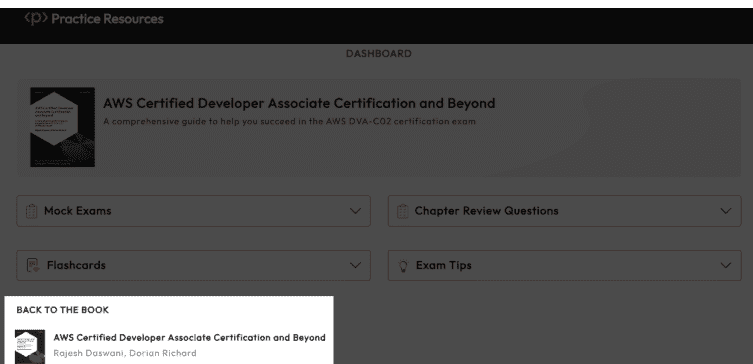 <p> Practice Resources
DASHBOARD
AWS Certified Developer Associate Certification and Beyond
A comprehensive guide to help you succeed in the AWS DVA-C02 certification exam
Mock Exams
Chapter Review Questions
Flashcards
Exam Tips
BACK TO THE BOOK
AWS Certified Developer Associate Certification and Beyond
Rajesh Daswani, Dorian Richard